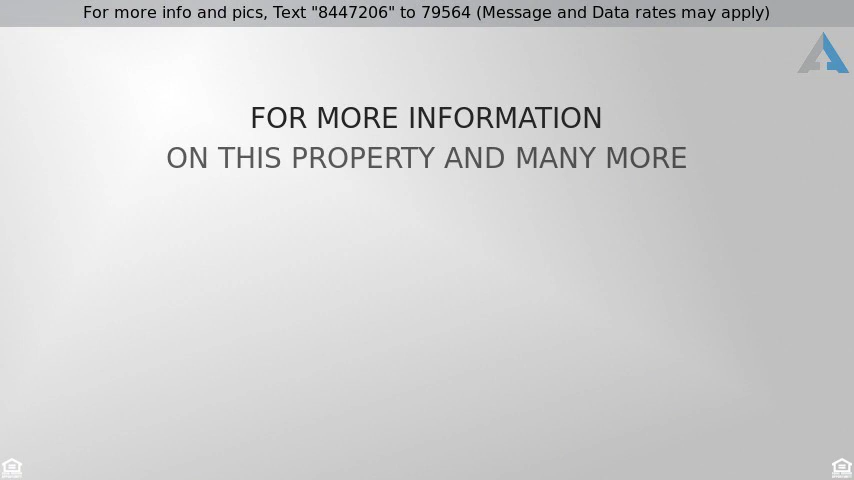 For more info and pics, Text "8447206" to 79564 (Message and Data rates may apply)
FOR MORE INFORMATION
ON THIS PROPERTY AND MANY MORE